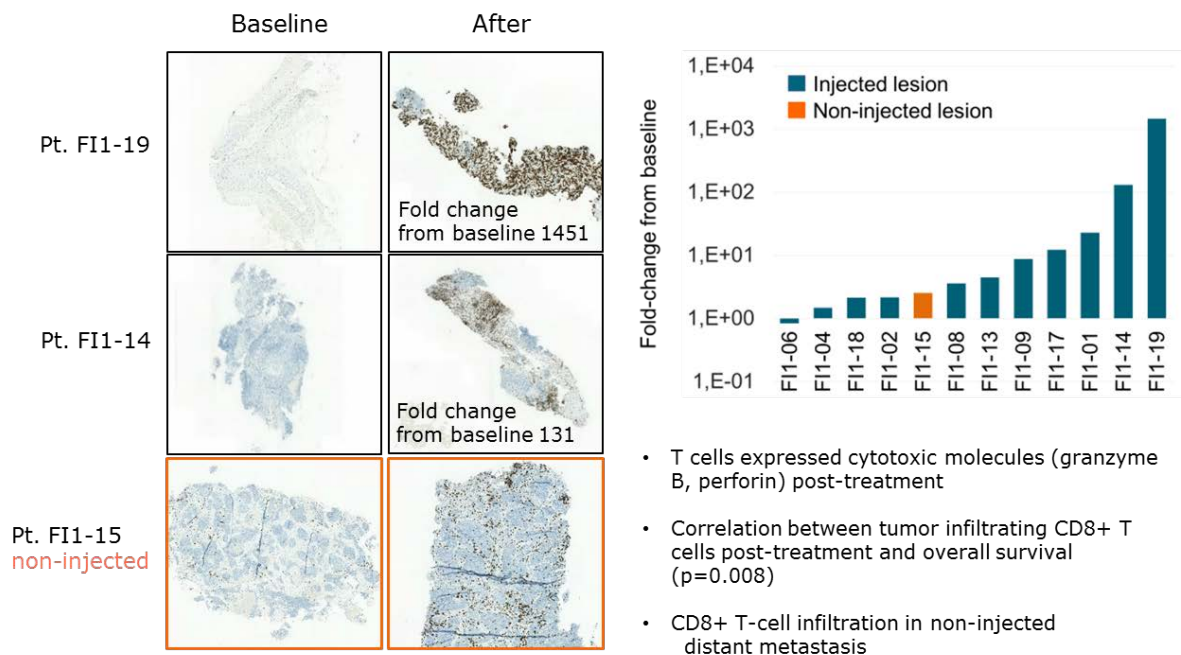 Baseline
After
Pt. FI1-19
Fold change
from baseline 1451
Pt. FI1-14
Fold change
from baseline 131
Pt. FI1-15
non-injected
Fold-change from baseline
1,E+04
1,E+03
1,E+02
1,E+01
1,E+00
1,E-01
Injected lesion
Non-injected lesion
FI1-06
FI1-04
FI1-18
FI1-02
FI1-15
FI1-08
FI1-13
FI1-09
FI1-17
FI1-01
FI1-14
FI1-19
• T cells expressed cytotoxic molecules (granzyme
B, perforin) post-treatment
• Correlation between tumor infiltrating CD8+ T
cells post-treatment and overall survival
(p=0.008)
• CD8+ T-cell infiltration in non-injected
distant metastasis